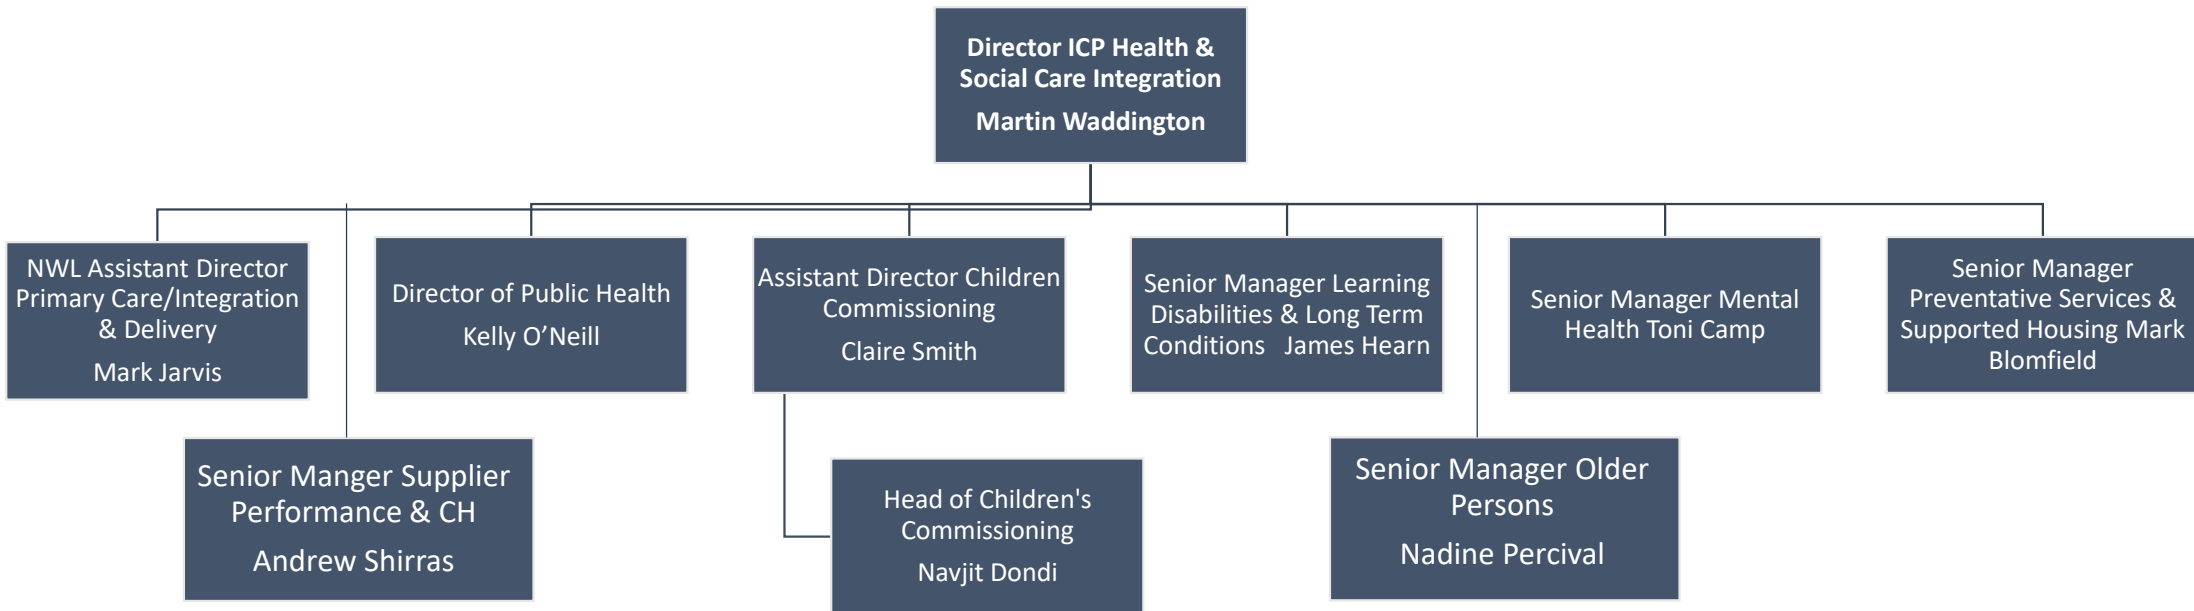 Director ICP Health &
Social Care Integration
Martin Waddington
NWL Assistant Director
Primary Care/Integration
& Delivery
Mark Jarvis
Director of Public Health
Kelly O’Neill
Assistant Director Children
Commissioning
Claire Smith
Senior Manager Learning
Disabilities & Long Term
Conditions   James Hearn
Senior Manager Mental
Health Toni Camp
Senior Manager
Preventative Services &
Supported Housing Mark
Blomfield
Senior Manger Supplier
Performance & CH
Andrew Shirras
Head of Children's
Commissioning
Navjit Dondi
Senior Manager Older
Persons
Nadine Percival